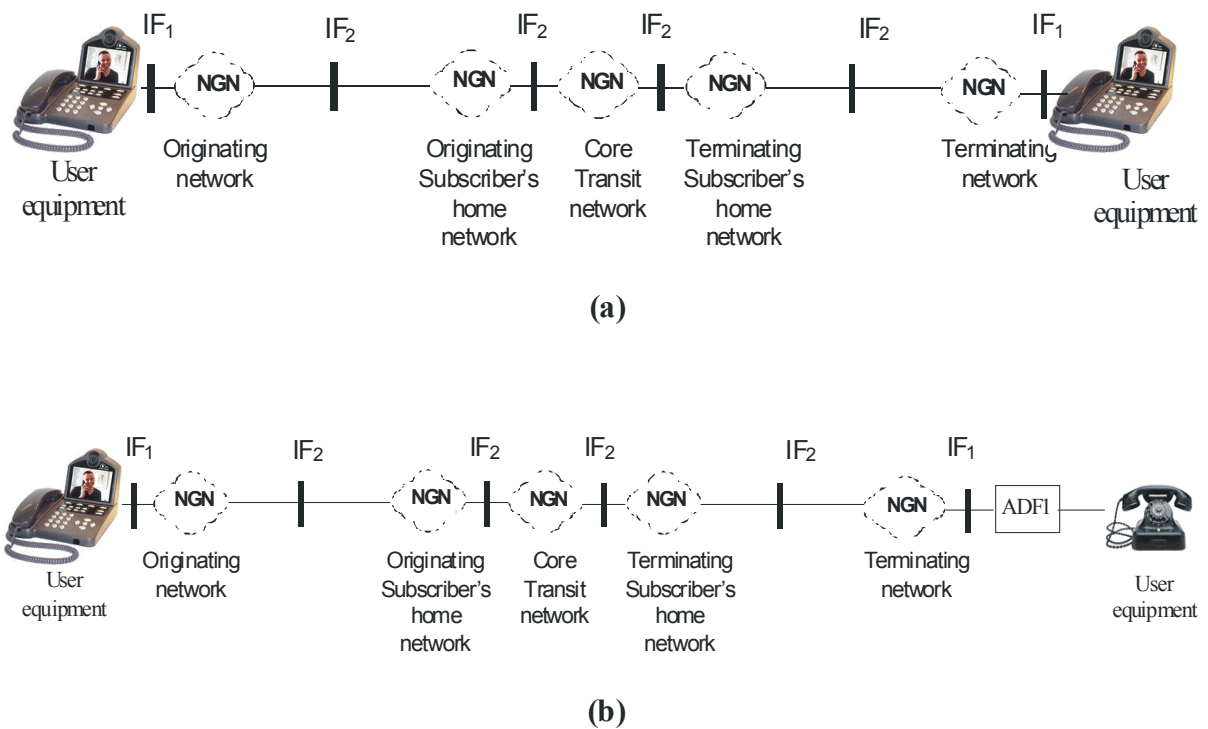 IF1 IF2 IF2 IF2 IF2 IF1
NGN NGN NGN NGN NGN
Originating
network
Originating
Subscriber's
home
network
Core
Transit
network
Terminating
Subscriber's
home
network
Terminating
network
User
equipment
User
equipment
(a)
IF1 IF2 IF2 IF2 IF2 IF1
NGN NGN NGN NGN NGN ADF1
Originating
network
Originating
Subscriber's
home
network
Core
Transit
network
Terminating
Subscriber's
home
network
Terminating
network
User
equipment
User
equipment
(b)